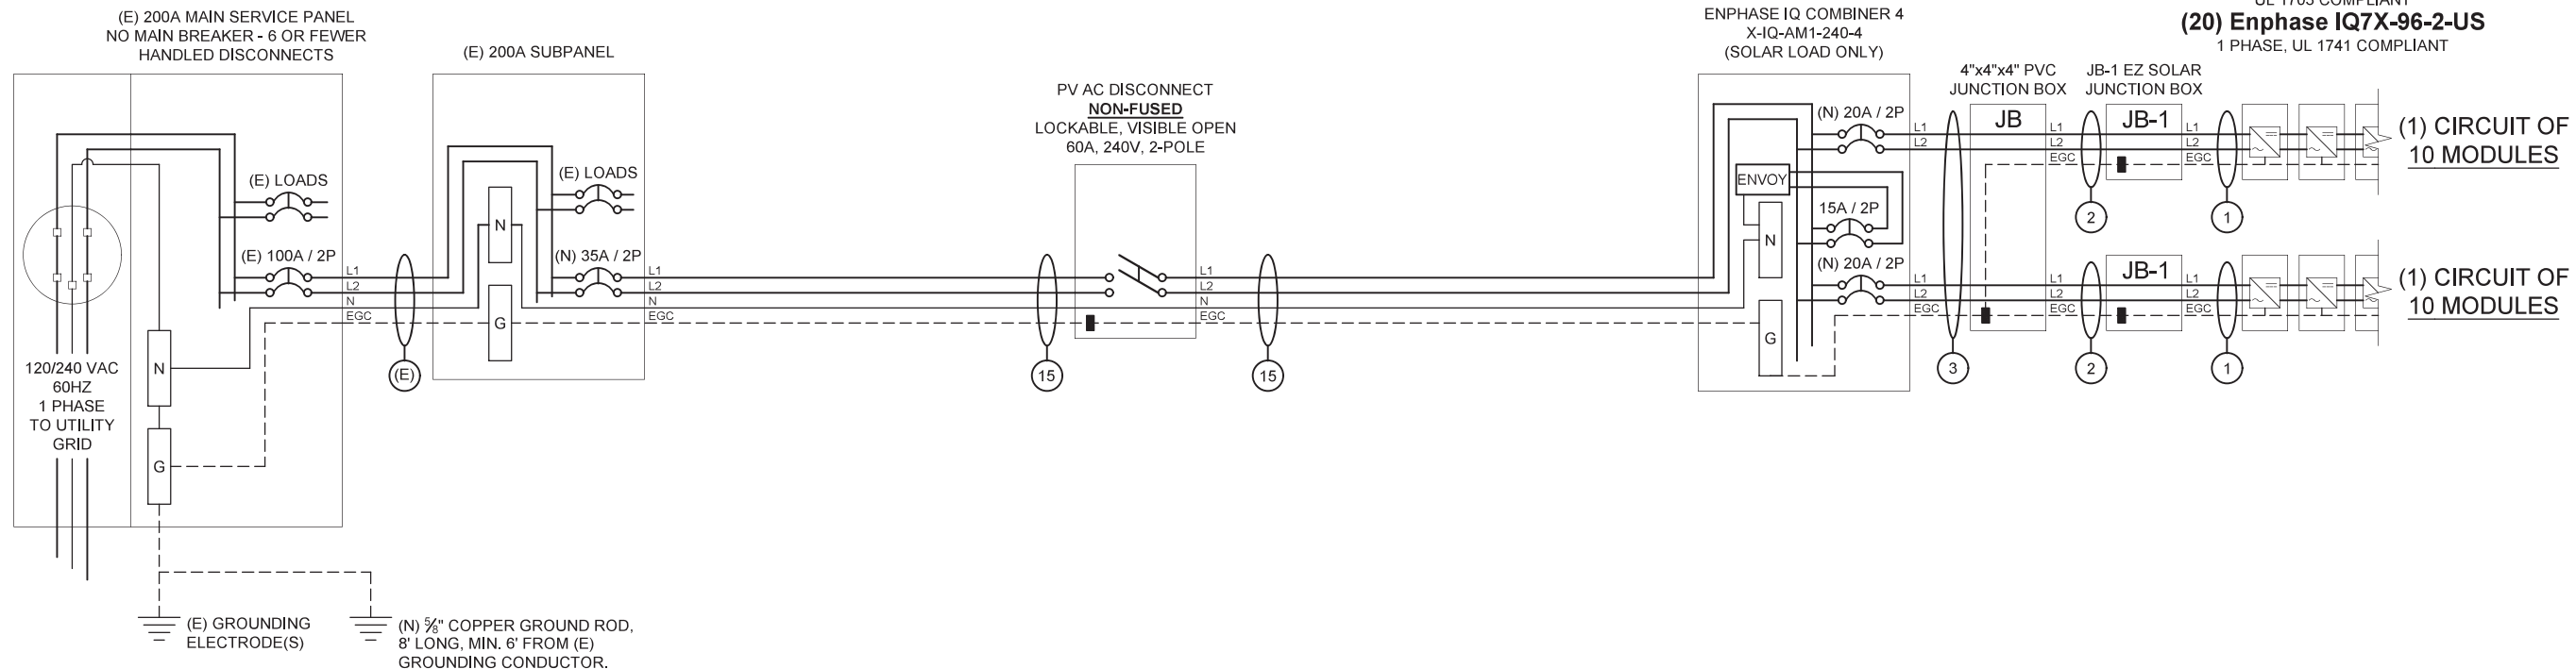 (E) 200A MAIN SERVICE PANEL
NO MAIN BREAKER - 6 OR FEWER
HANDLED DISCONNECTS
(E) 200A SUBPANEL
PV AC DISCONNECT
NON-FUSED
LOCKABLE, VISIBLE OPEN
60A, 240V, 2-POLE
ENPHASE IQ COMBINER 4
X-IQ-AM1-240-4
(SOLAR LOAD ONLY)
UL 1703 COMPLIANT
(20) Enphase IQ7X-96-2-US
1 PHASE, UL 1741 COMPLIANT
4"x4"x4" PVC
JUNCTION BOX
JB-1 EZ SOLAR
JUNCTION BOX
(E) LOADS
(E) 100A / 2P
L1
L2
N
EGC
N
G
120/240 VAC
60HZ
1 PHASE
TO UTILITY
GRID
(E)
(E) LOADS
(N) 35A / 2P
N
G
L1
L2
N
EGC
15
L1
L2
N
EGC
15
(N) 20A / 2P
ENVOY
15A / 2P
N
(N) 20A / 2P
G
L1
L2
L1
L2
EGC
3
JB
L1
L2
EGC
2
JB-1
L1
L2
EGC
1
(1) CIRCUIT OF
10 MODULES
L1
L2
EGC
2
JB-1
L1
L2
EGC
1
(1) CIRCUIT OF
10 MODULES
(E) GROUNDING
ELECTRODE(S)
(N) ⅝" COPPER GROUND ROD,
8' LONG, MIN. 6' FROM (E)
GROUNDING CONDUCTOR.